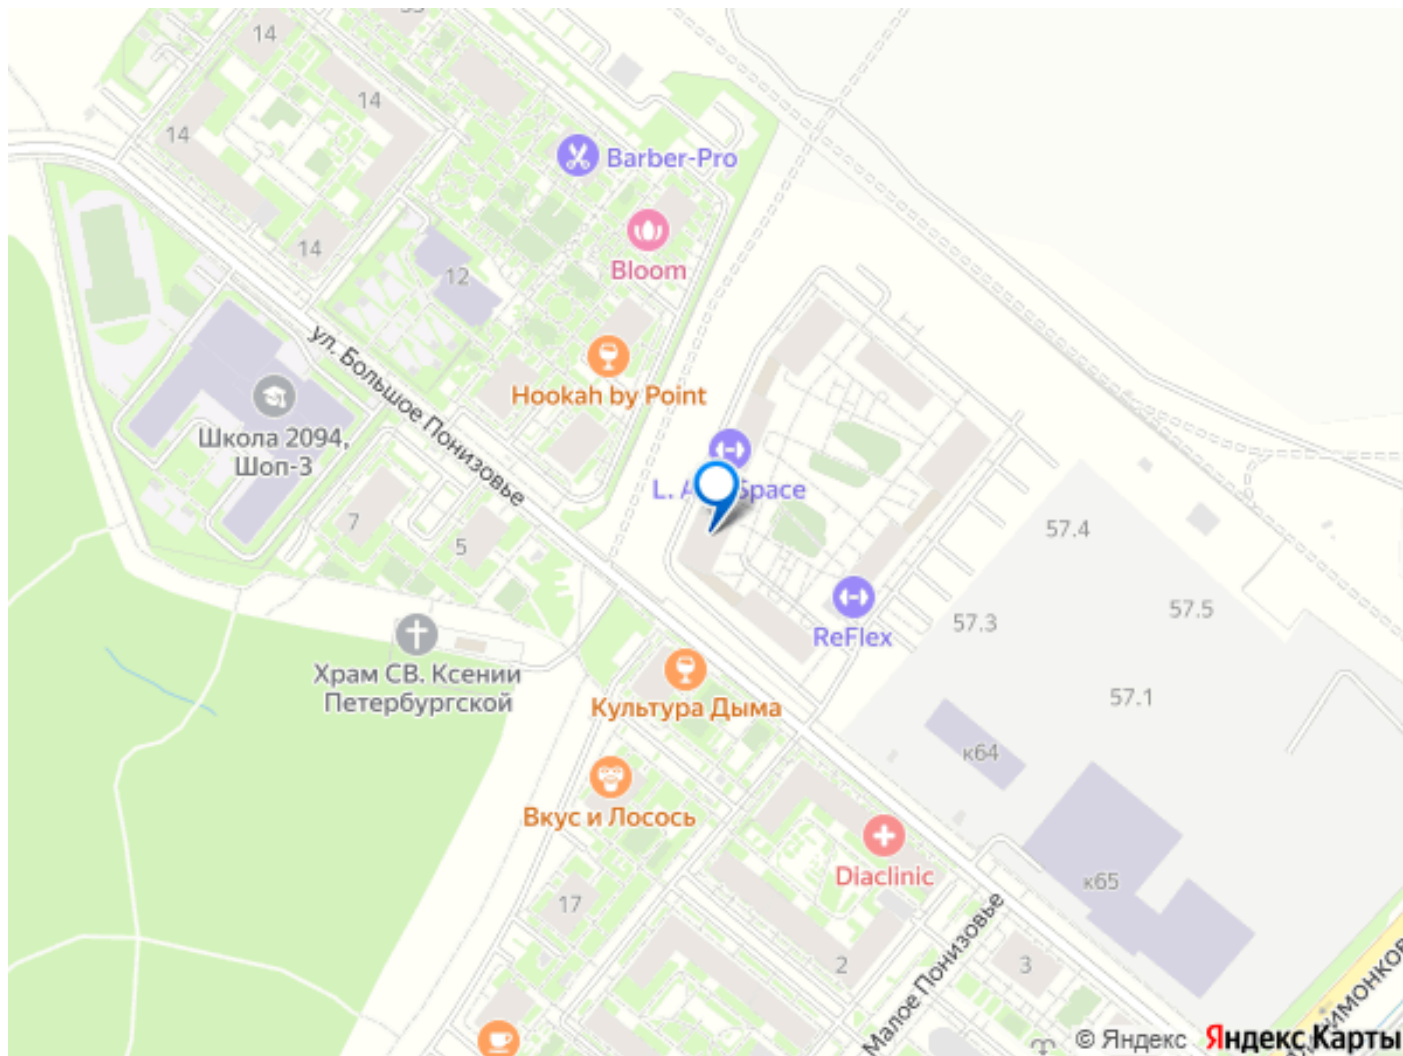 14
14
14
Barber-Pro
14
Bloom
12
ул. Большое Понизовье
Hookah by Point
Школа 2094,
Шоп-3
L.
Space
7
5
57.4
57.3
57.5
ReFlex
Храм СВ. Ксении
Петербургской
Культура Дыма
57.1
к64
Вкус и Лосось
Diaclinic
к65
17
Малое Понизовье
2
3
© Яндекс Яндекс Карты